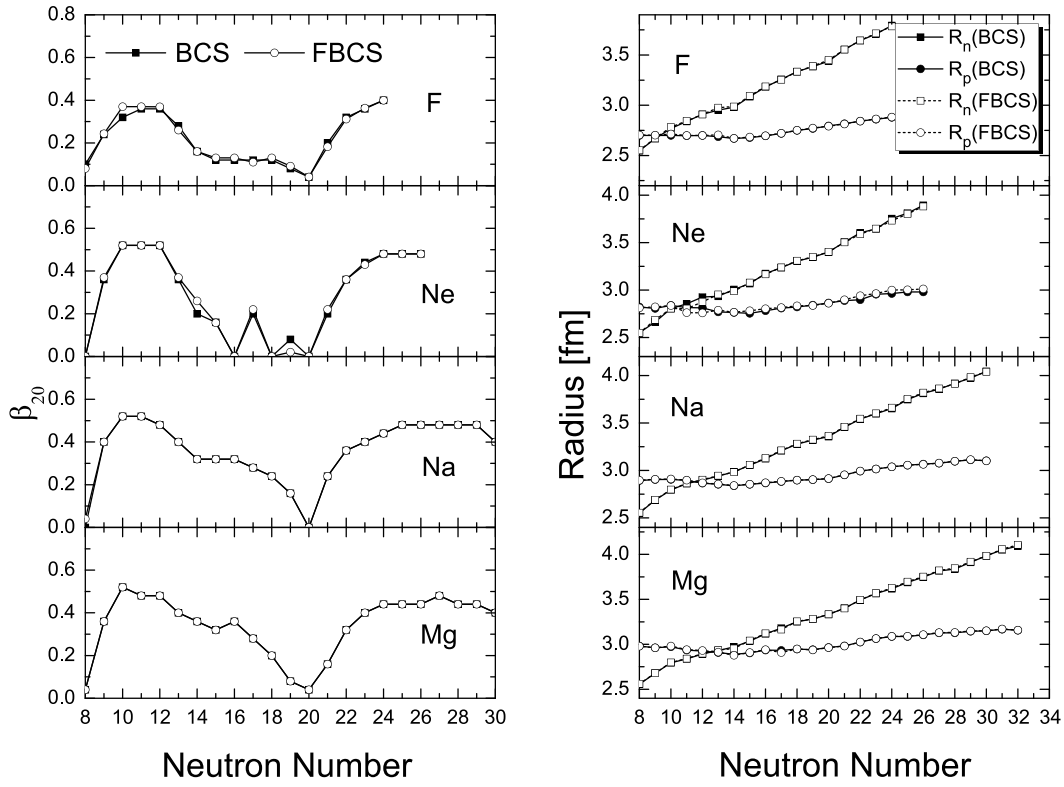 BCS FBCS
F
0.8
0.6
0.4
0.2
0.0
Ne
0.6
0.4
0.2
0.0
Na
0.6
0.4
0.2
0.0
Mg
0.6
0.4
0.2
0.0
β20
8 10 12 14 16 18 20 22 24 26 28 30
Neutron Number
Rn(BCS)
Rp(BCS)
Rn(FBCS)
Rp(FBCS)
F
3.5
3.0
2.5
Ne
4.0
3.5
3.0
2.5
Na
4.0
3.5
3.0
2.5
Mg
4.0
3.5
3.0
2.5
Radius [fm]
8 10 12 14 16 18 20 22 24 26 28 30 32 34
Neutron Number